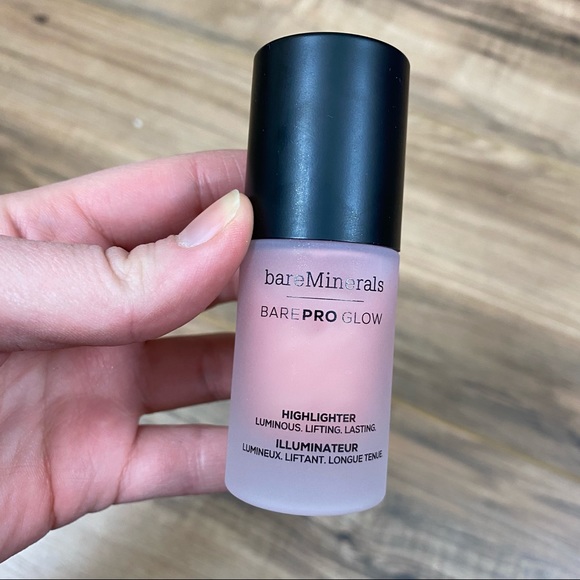 bareMinerals
BAREPRO GLOW
HIGHLIGHTER
LUMINOUS. LIFTING. LASTING.
ILLUMINATEUR
LUMINEUX. LIFTANT. LONGUE TENUE.